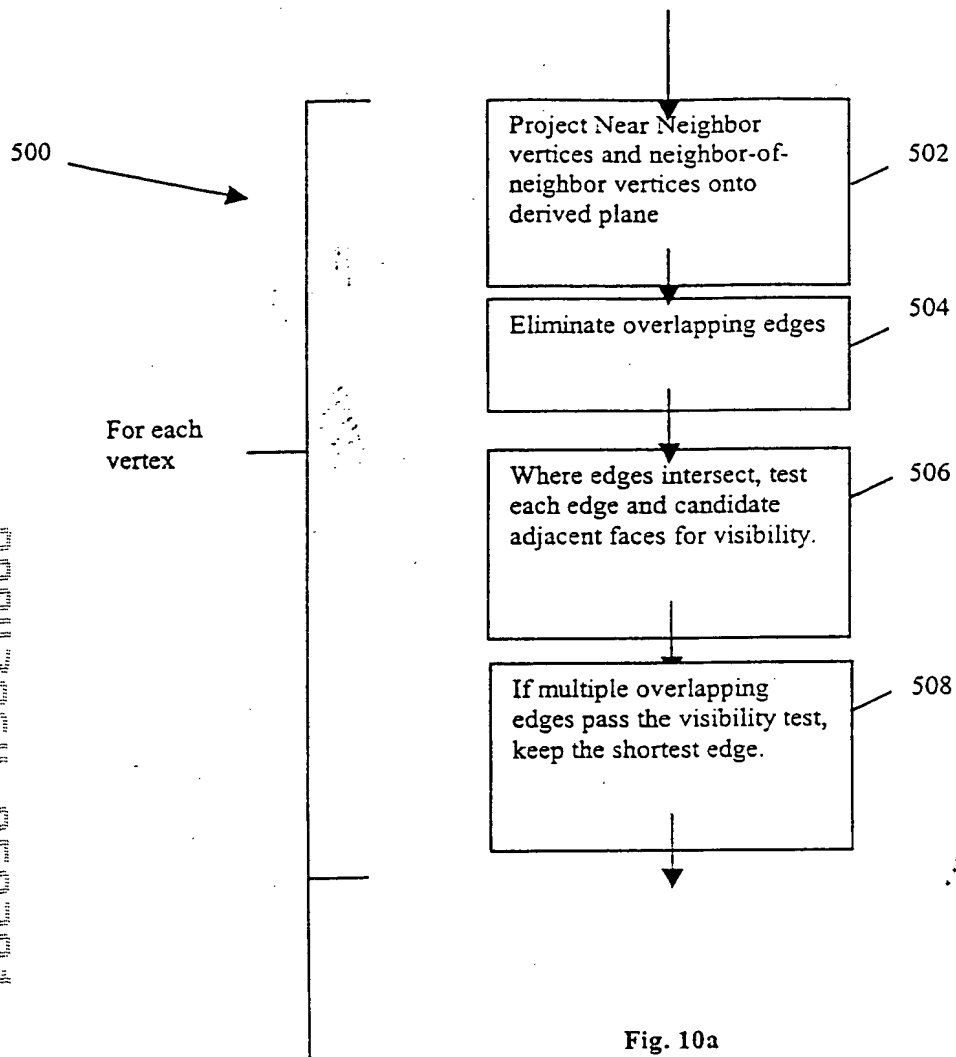 500
Project Near Neighbor
vertices and neighbor-of-
neighbor vertices onto
derived plane
502
Eliminate overlapping edges
504
For each
vertex
Where edges intersect, test
each edge and candidate
adjacent faces for visibility.
506
If multiple overlapping
edges pass the visibility test,
keep the shortest edge.
508
Fig. 10a